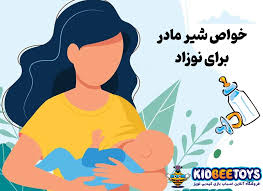 خواص شیر مادر
برای نوزاد
KIDBEETOYS
فروشگاه آنلاین اسباب بازی کیدبی تویز